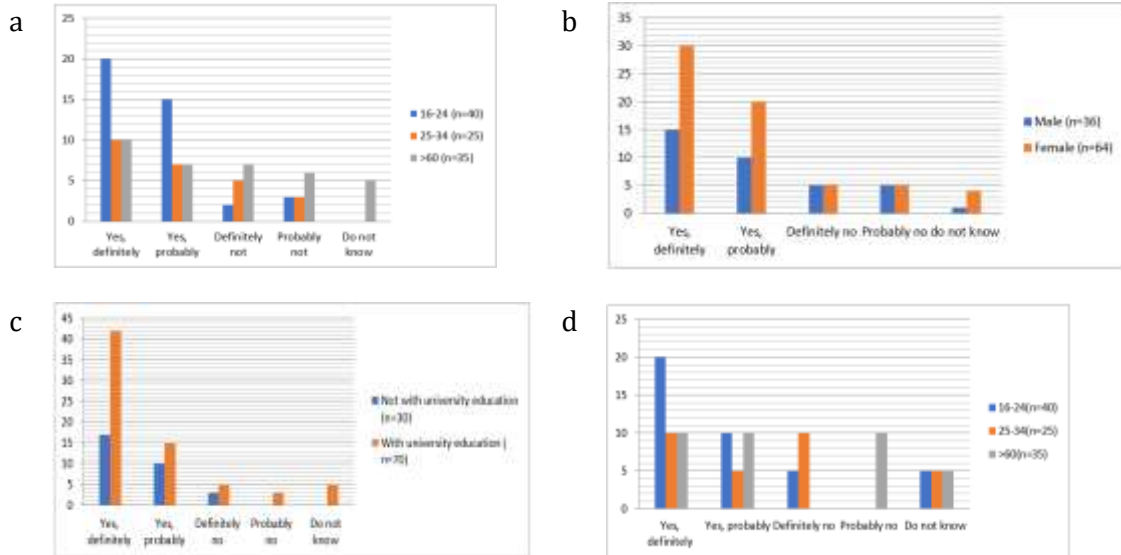 a
25
20
15
10
5
0
Yes, definitely
Yes, probably
Definitely not
Probably not
Do not know
16-24 (n=40)
25-34 (n=25)
>60 (n=35)
b
35
30
25
20
15
10
5
0
Yes, definitely
Yes, probably
Definitely no
Probably no
do not know
Male (n=36)
Female (n=64)
c
45
40
35
30
25
20
15
10
5
0
Yes, definitely
Yes, probably
Definitely no
Probably no
Do not know
Not with university education
(n=30)
With university education (
n=70)
d
25
20
15
10
5
0
Yes, definitely
Yes, probably
Definitely no
Probably no
Do not know
16-24(n=40)
25-34(n=25)
>60(n=35)